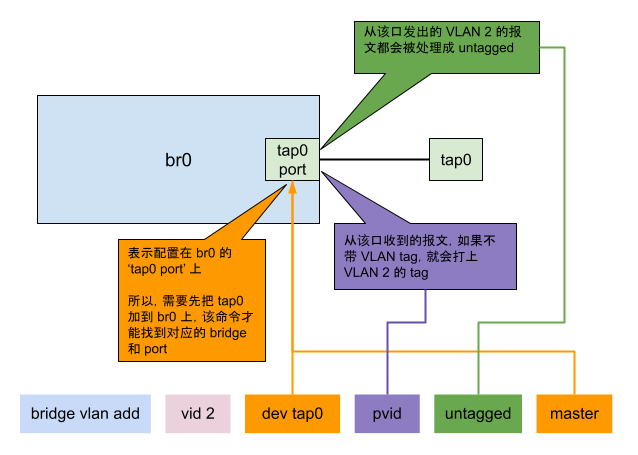 从该口发出的 VLAN 2 的报
文都会被处理成 untagged
br0
tap0
port
tap0
从该口收到的报文, 如果不
带 VLAN tag, 就会打上
VLAN 2 的 tag
表示配置在 br0 的
‘tap0 port’ 上
所以, 需要先把 tap0
加到 br0 上, 该命令才
能找到对应的 bridge
和 port
bridge vlan add
vid 2
dev tap0
pvid
untagged
master